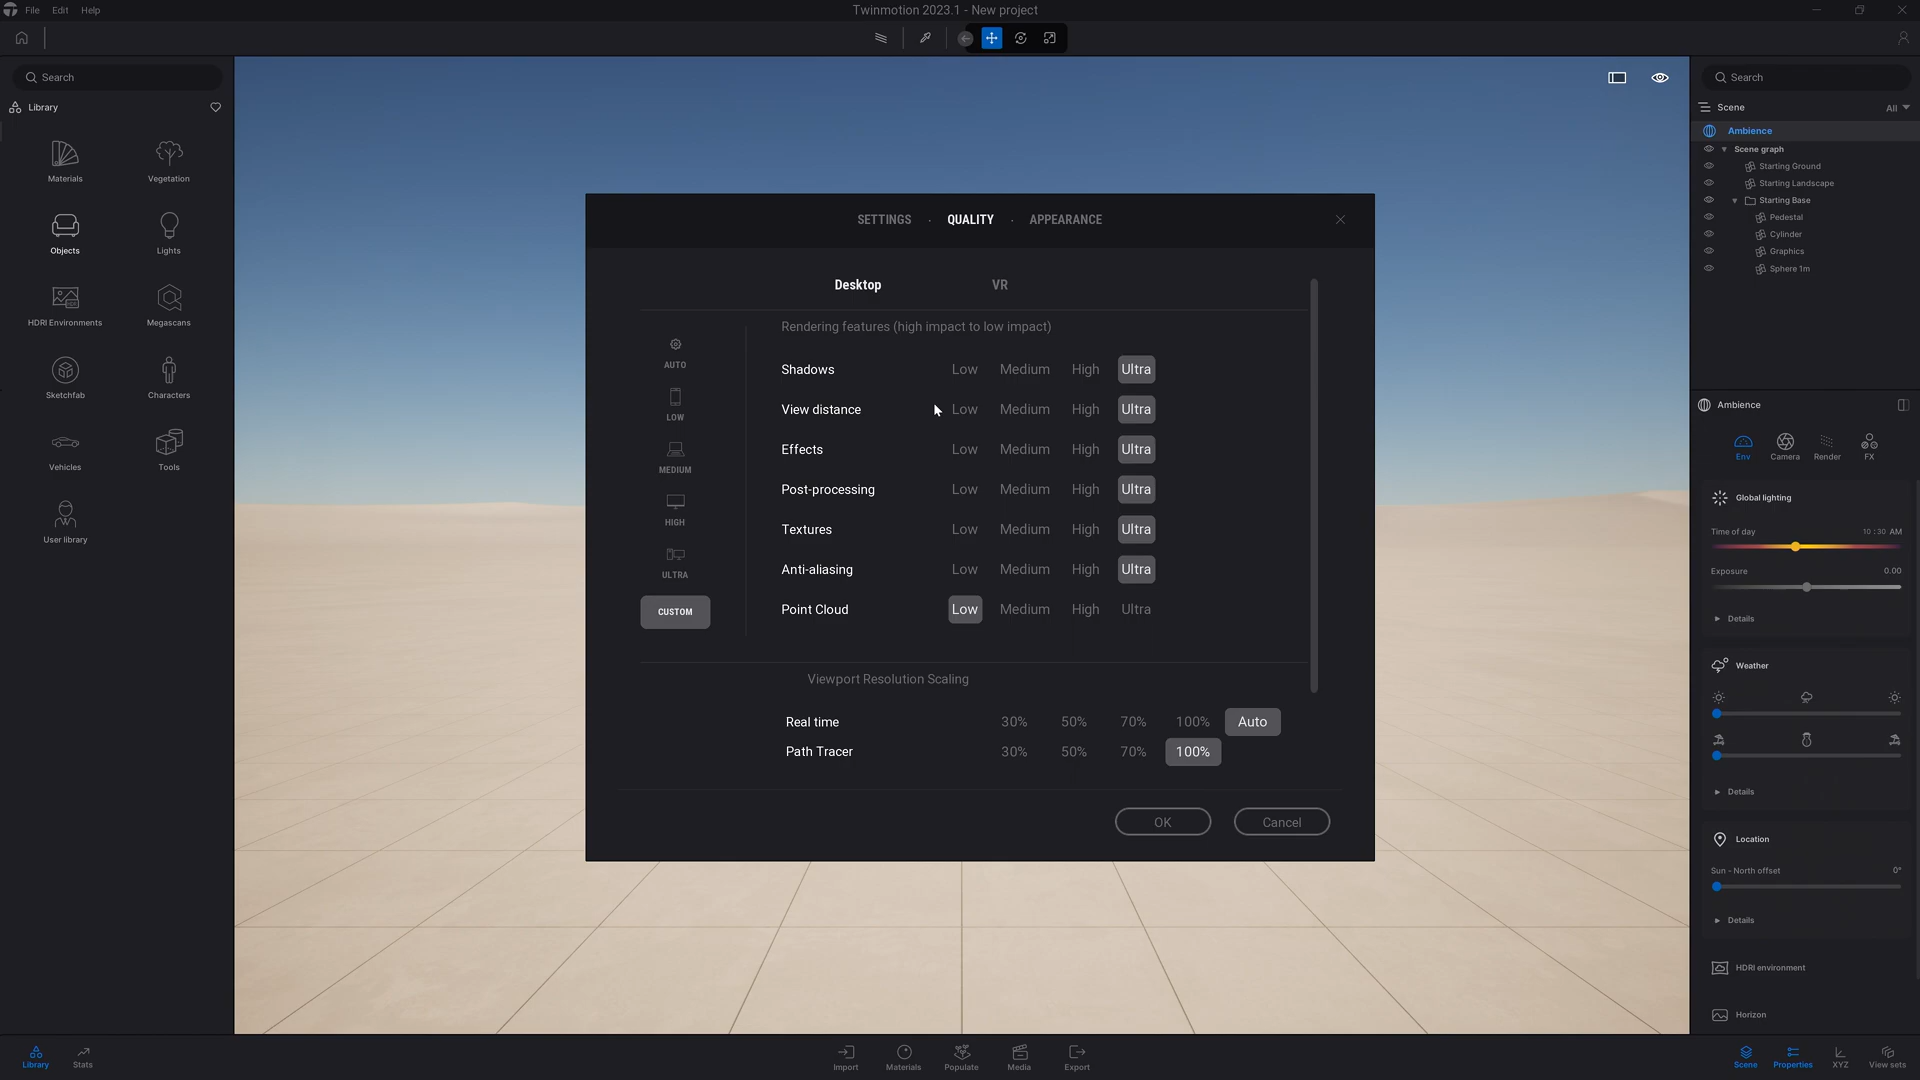 File Edit Help
Twinmotion 2023.1 - New project
Search
Library
Materials
Vegetation
Objects
Lights
HDRI Environments
Megascans
Sketchfab
Characters
Vehicles
Tools
User library
SETTINGS · QUALITY · APPEARANCE
Desktop
VR
Rendering features (high impact to low impact)
AUTO
LOW
MEDIUM
HIGH
ULTRA
CUSTOM
Shadows Low Medium High Ultra
View distance Low Medium High Ultra
Effects Low Medium High Ultra
Post-processing Low Medium High Ultra
Textures Low Medium High Ultra
Anti-aliasing Low Medium High Ultra
Point Cloud Low Medium High Ultra
Viewport Resolution Scaling
Real time 30% 50% 70% 100% Auto
Path Tracer 30% 50% 70% 100%
OK
Cancel
Search
Scene
All
Ambience
Scene graph
Starting Ground
Starting Landscape
Starting Base
Pedestal
Cylinder
Graphics
Sphere 1m
Ambience
Env
Camera
Render
FX
Global lighting
Time of day 10 : 30 AM
Exposure 0.00
Details
Weather
Details
Location
Sun - North offset 0°
Details
HDRI environment
Horizon
Library
Stats
Import
Materials
Populate
Media
Export
Scene
Properties
XYZ
View sets